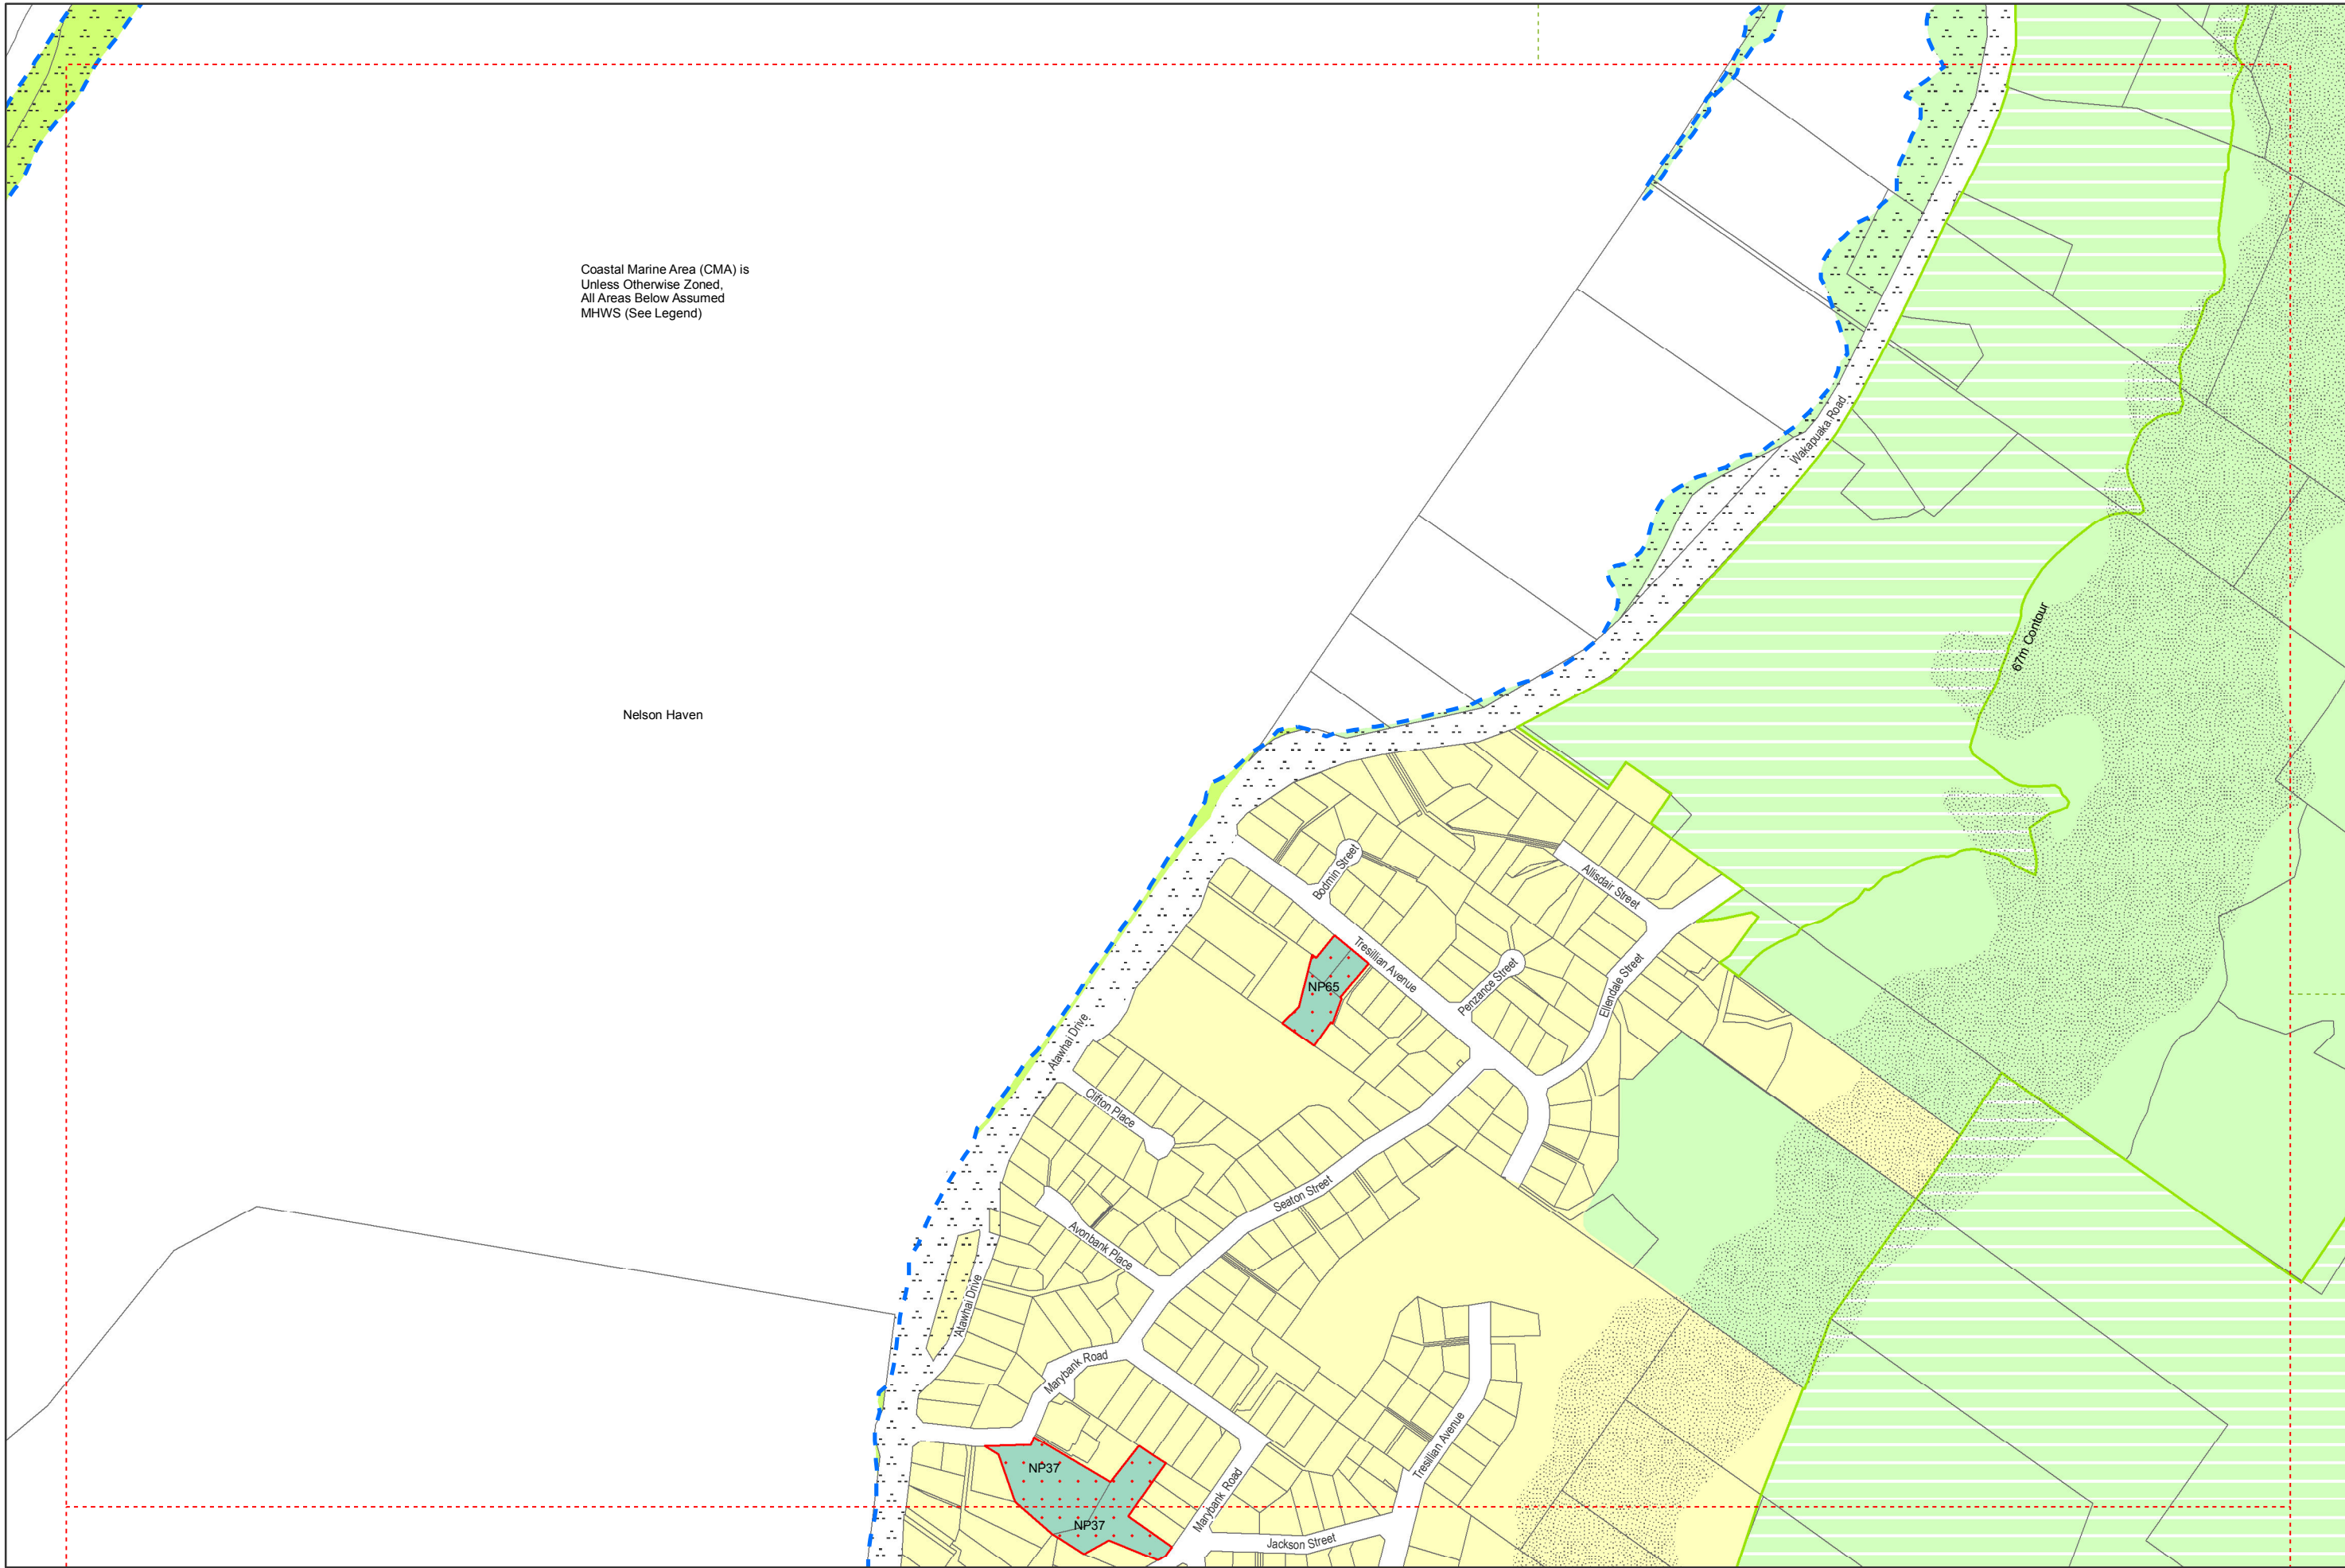 Coastal Marine Area (CMA) is
Unless Otherwise Zoned,
All Areas Below Assumed
MHWS (See Legend)
Wakapuaka Road
67m Contour
Nelson Haven
Bodmin Street
Allisdair Street
Tresillian Avenue
NP65
Penzance Street
Ellendale Street
Atawhai Drive
Clifton Place
Seaton Street
Avonbank Place
Atawhai Drive
Marybank Road
Tresillian Avenue
NP37
Marybank Road
NP37
Jackson Street